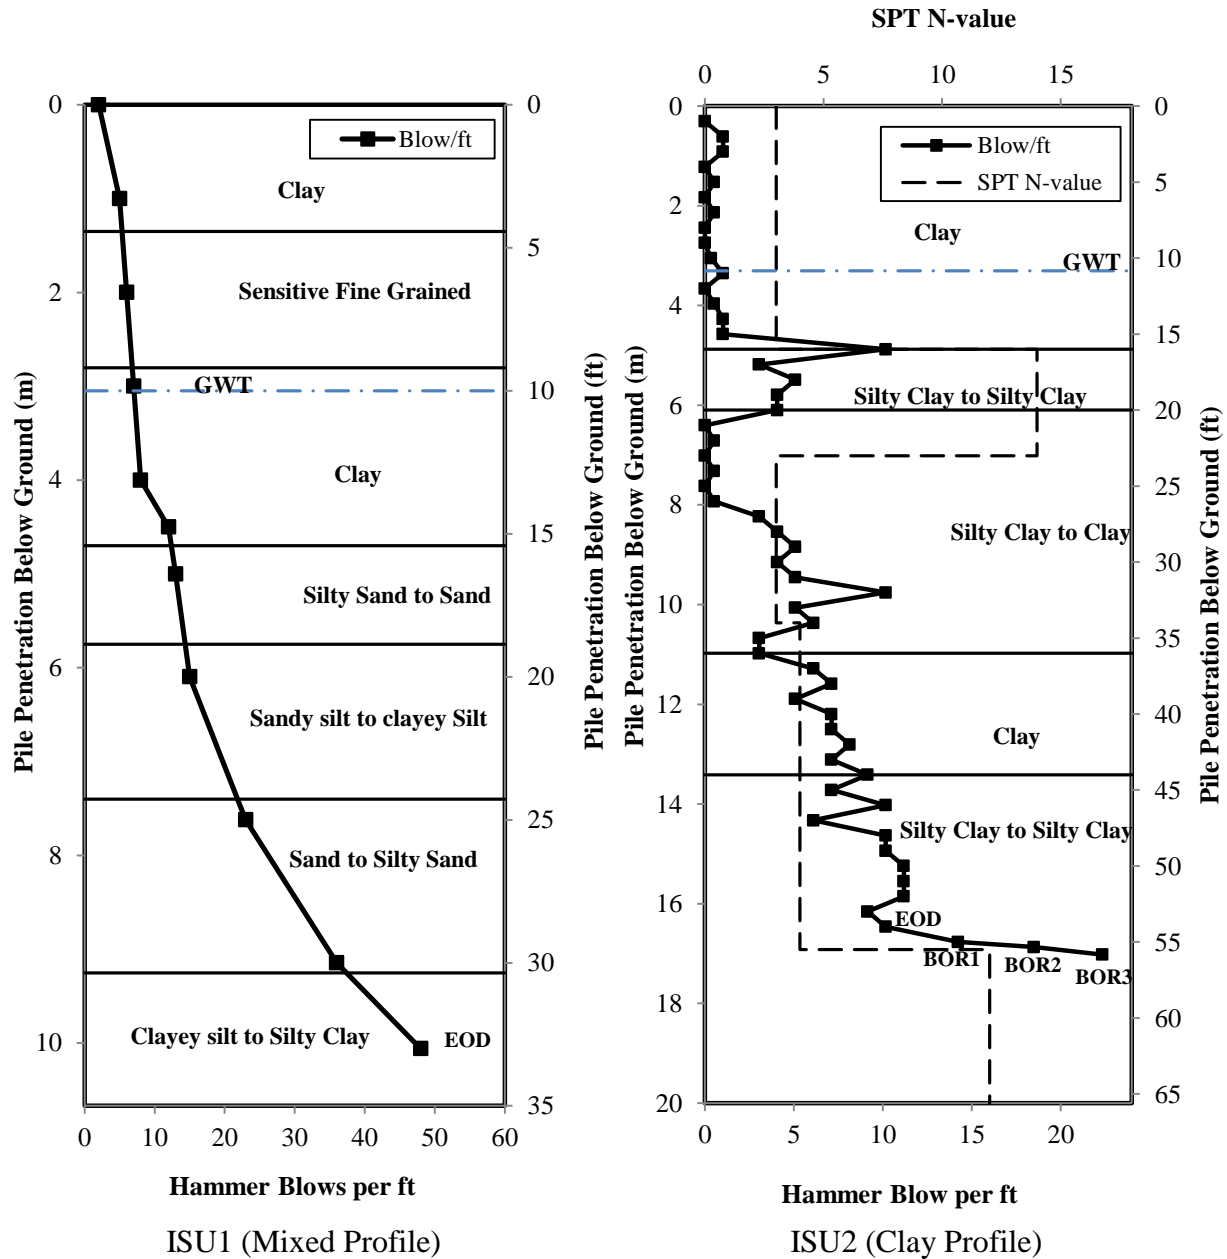 SPT N-value
0 5 10 15
0
2
4
6
8
10
Pile Penetration Below Ground (m)
Blow/ft
Clay
Sensitive Fine Grained
GWT
Clay
Silty Sand to Sand
Sandy silt to clayey Silt
Sand to Silty Sand
Clayey silt to Silty Clay
EOD
0
5
10
15
20
25
30
35
Pile Penetration Below Ground (ft)
0 10 20 30 40 50 60
Hammer Blows per ft
ISU1 (Mixed Profile)
Pile Penetration Below Ground (m)
0
2
4
6
8
10
12
14
16
18
20
Blow/ft
SPT N-value
Clay
GWT
Silty Clay to Silty Clay
Silty Clay to Clay
Clay
Silty Clay to Silty Clay
EOD
BOR1
BOR2
BOR3
0
5
10
15
20
25
30
35
40
45
50
55
60
65
Pile Penetration Below Ground (ft)
0 5 10 15 20
Hammer Blow per ft
ISU2 (Clay Profile)